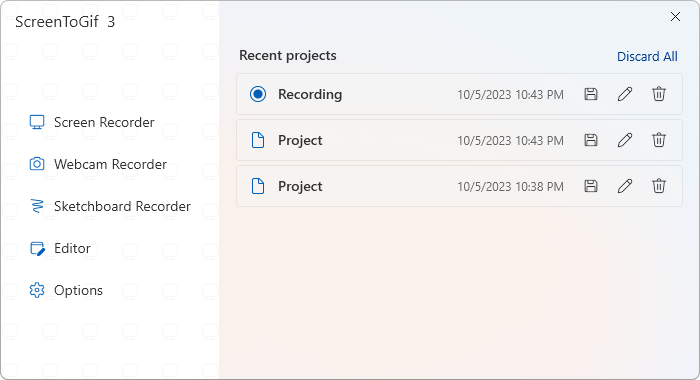 ScreenToGif 3
Screen Recorder
Webcam Recorder
Sketchboard Recorder
Editor
Options
Recent projects
Discard All
Recording 10/5/2023 10:43 PM
Project 10/5/2023 10:43 PM
Project 10/5/2023 10:38 PM